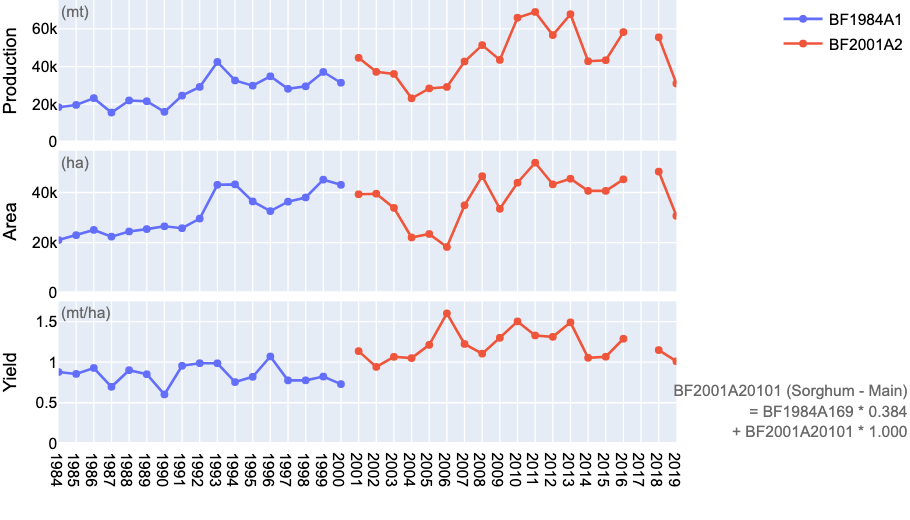 (mt)
Production
60k
40k
20k
0
BF1984A1
BF2001A2
(ha)
Area
40k
20k
0
(mt/ha)
Yield
1.5
1
0.5
0
BF2001A20101 (Sorghum - Main)
= BF1984A169 * 0.384
+ BF2001A20101 * 1.000
1984
1985
1986
1987
1988
1989
1990
1991
1992
1993
1994
1995
1996
1997
1998
1999
2000
2001
2002
2003
2004
2005
2006
2007
2008
2009
2010
2011
2012
2013
2014
2015
2016
2017
2018
2019